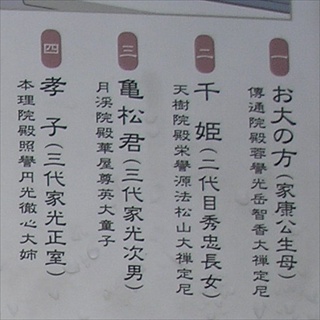 一 お大の方（家康公生母）
傳通院殿蓉譽光岳智香大禅定尼
二 千姫（二代目秀忠長女）
天樹院殿栄譽源法松山大禅定尼
三 亀松君（三代家光次男）
月渓院殿華屋尊英大童子
四 孝子（三代家光正室）
本理院殿照譽円光徹心大姉